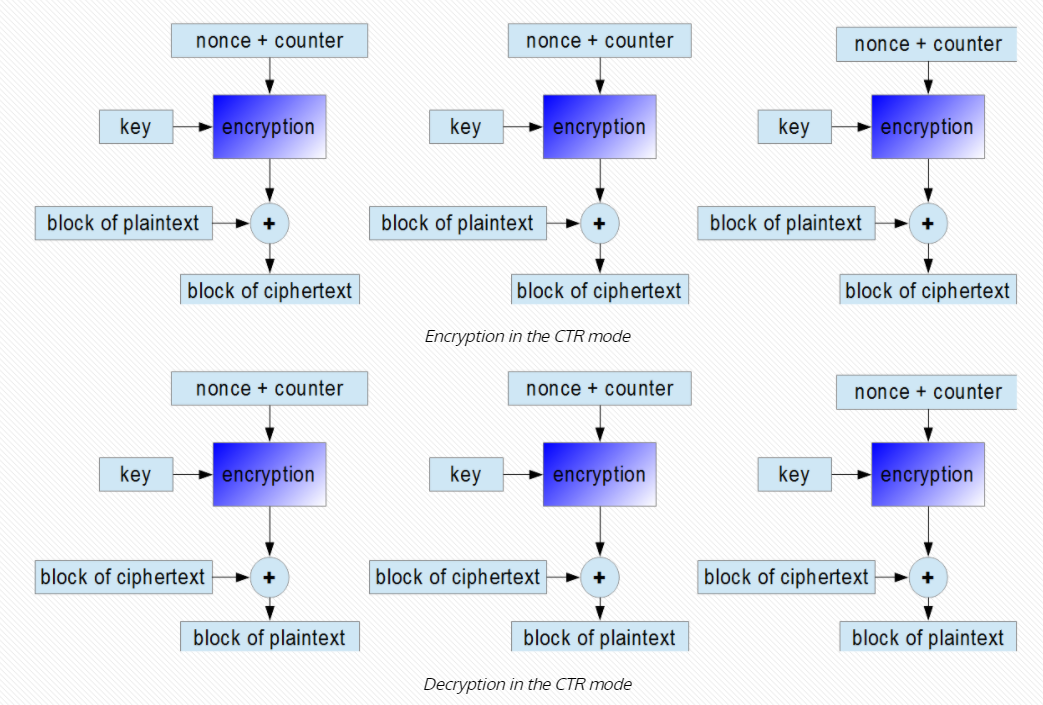 nonce + counter
nonce + counter
nonce + counter
key
encryption
key
encryption
key
encryption
block of plaintext
+
block of plaintext
+
block of plaintext
+
block of ciphertext
block of ciphertext
block of ciphertext
Encryption in the CTR mode
nonce + counter
nonce + counter
nonce + counter
key
encryption
key
encryption
key
encryption
block of ciphertext
+
block of ciphertext
+
block of ciphertext
+
block of plaintext
block of plaintext
block of plaintext
Decryption in the CTR mode